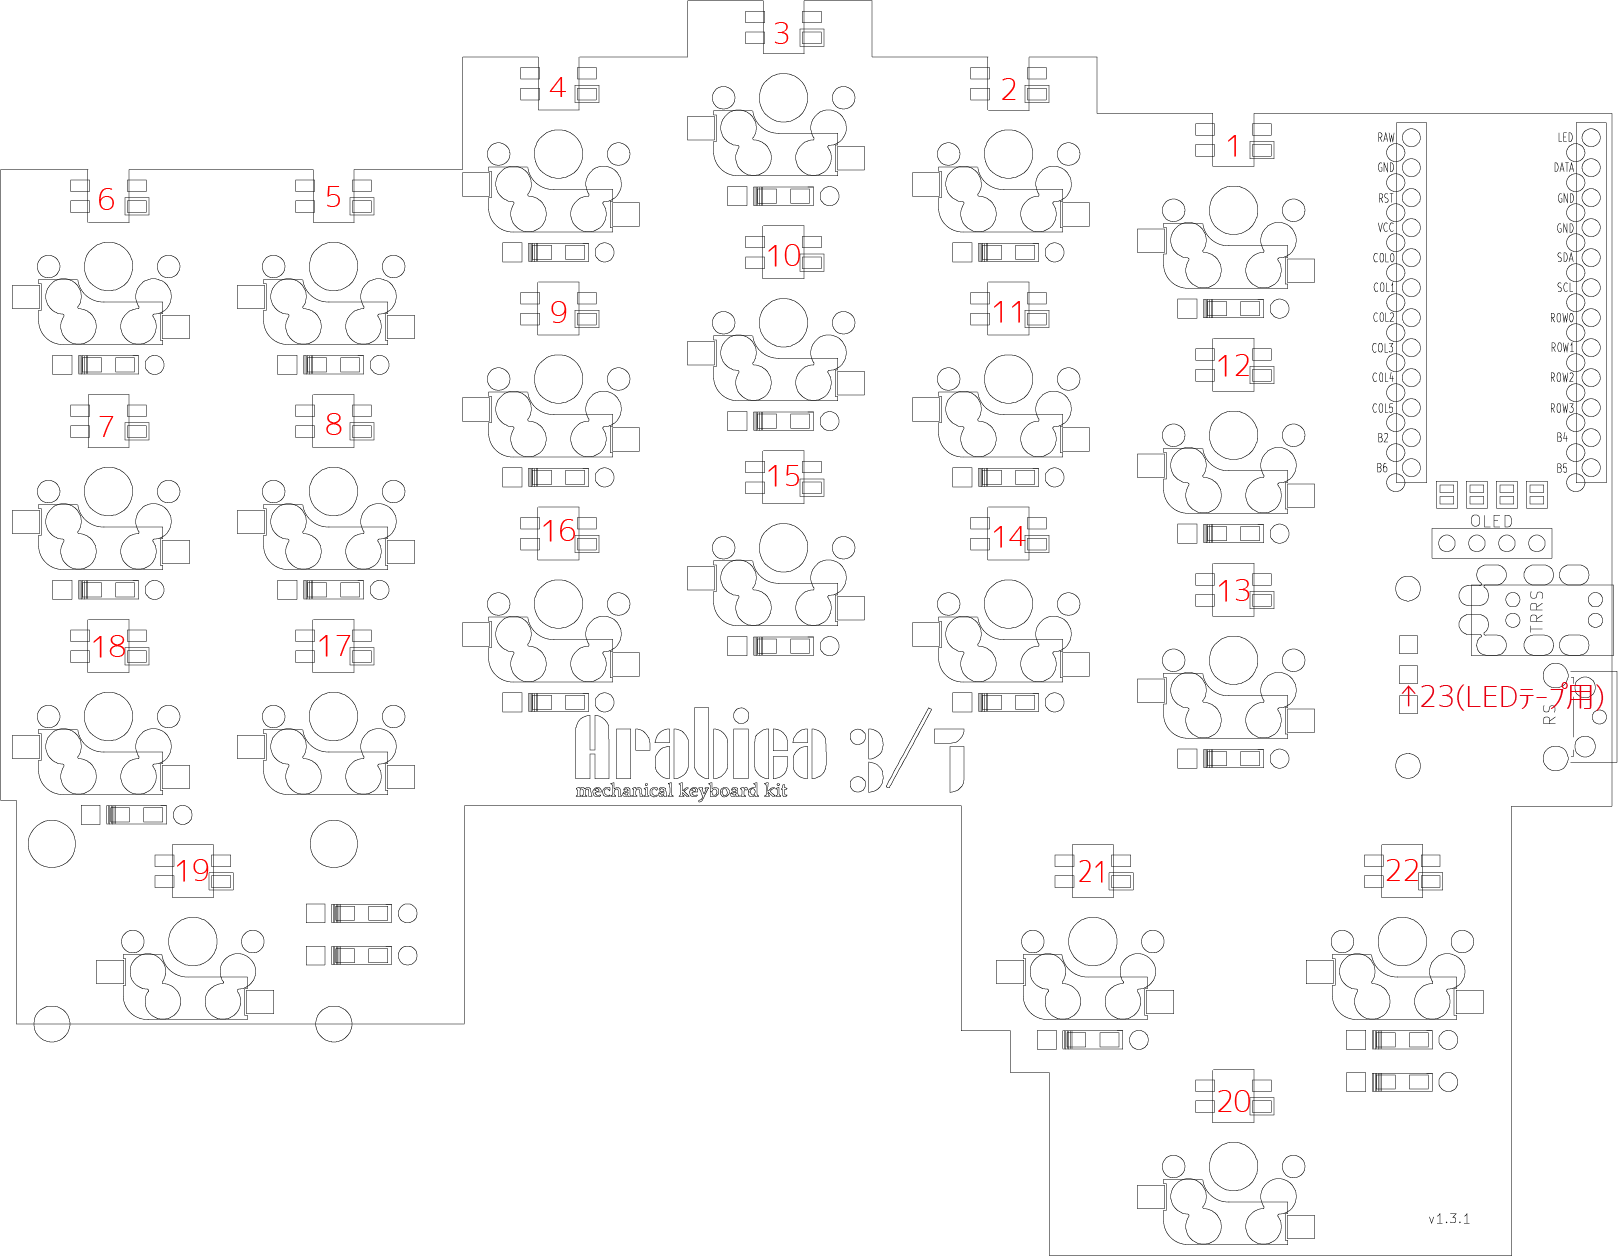 3
4
2
1
6
5
10
9
11
12
7
8
15
16
14
13
18
17
RAW
GND
RST
VCC
COL0
COL1
COL2
COL3
COL4
COL5
B2
B6
LED
DATA
GND
GND
SDA
SCL
ROW0
ROW1
ROW2
ROW3
B4
B5
OLED
TRRS
↑23(LEDテープ用)
RS
Arabica 3/7
mechanical keyboard kit
19
21
22
20
v1.3.1